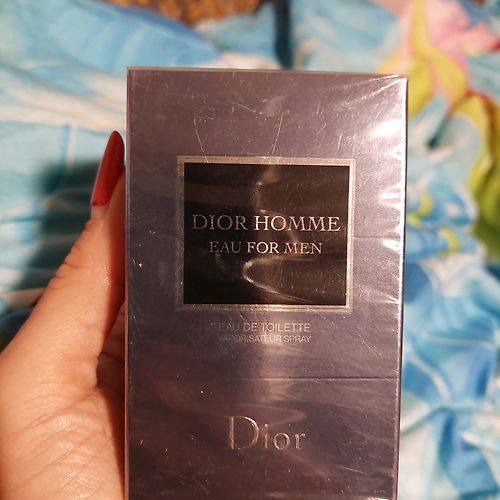 DIOR HOMME
EAU FOR MEN
EAU DE TOILETTE
VAPORISATEUR SPRAY
Dior